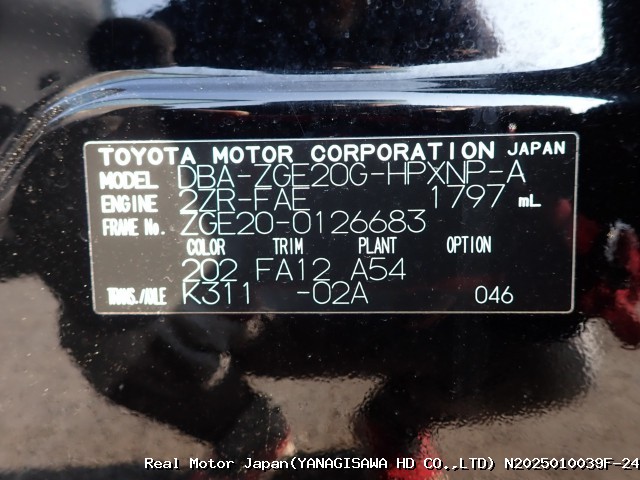 TOYOTA MOTOR CORPORATION JAPAN
MODEL DBA-ZGE20G-HPXNP-A
ENGINE 2ZR-FAE 1797 mL
FRAME No. ZGE20-0126683
COLOR TRIM PLANT OPTION
202 FA12 A54
TRANS./AXLE K311 -02A 046
Real Motor Japan(YANAGISAWA HD CO.,LTD) N2025010039F-24